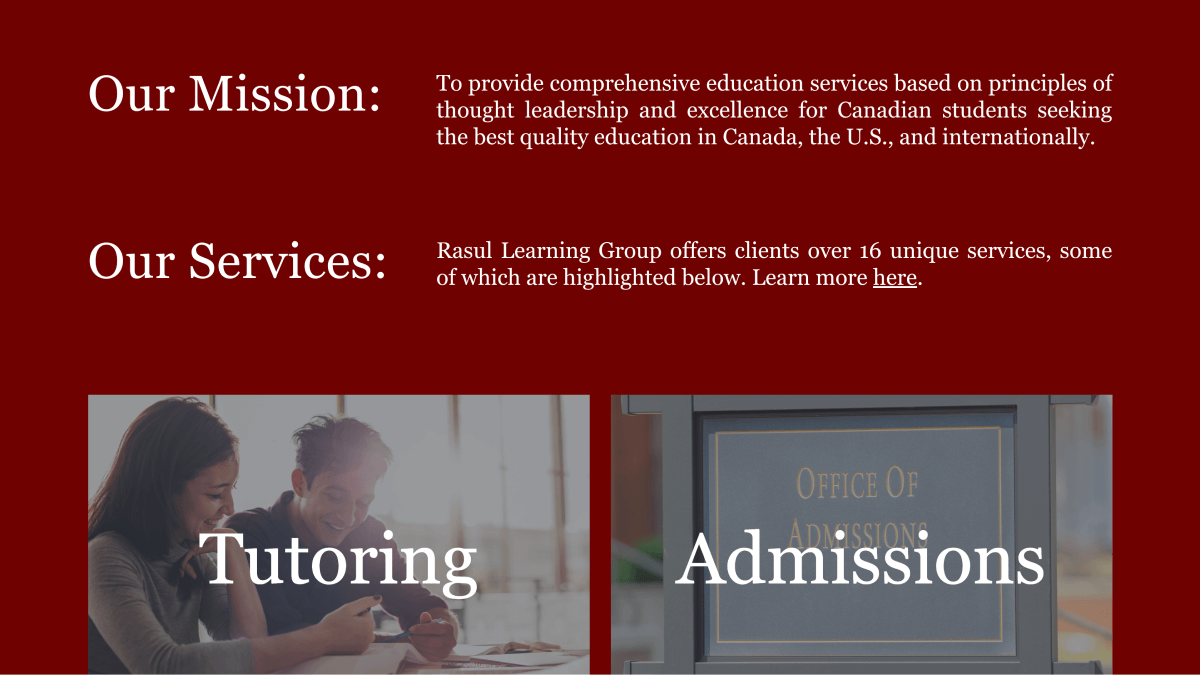 Our Mission:
To provide comprehensive education services based on principles of
thought leadership and excellence for Canadian students seeking
the best quality education in Canada, the U.S., and internationally.
Our Services:
Rasul Learning Group offers clients over 16 unique services, some
of which are highlighted below. Learn more here.
Tutoring
OFFICE OF
ADMISSIONS
Admissions